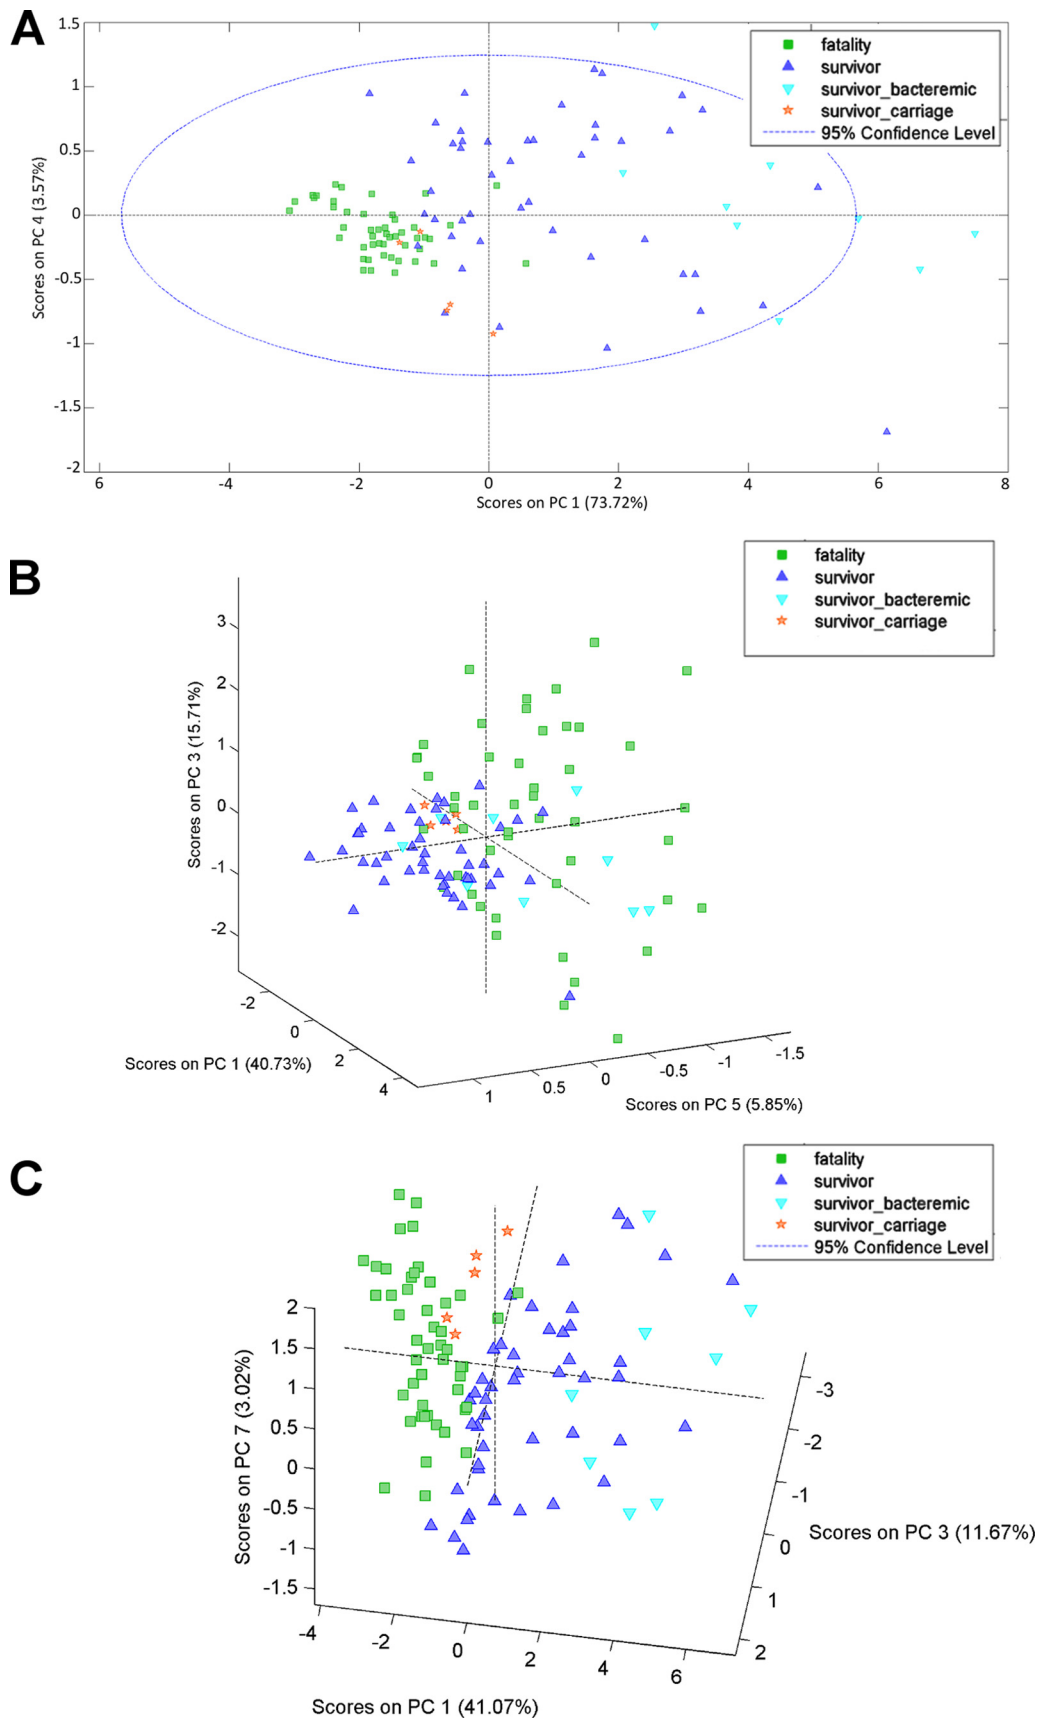 A
1.5
1
0.5
0
-0.5
-1
-1.5
-2
6
-4
-2
0
2
4
6
8
Scores on PC 4 (3.57%)
Scores on PC 1 (73.72%)
fatality
survivor
survivor_bacteremic
survivor_carriage
95% Confidence Level
B
fatality
survivor
survivor_bacteremic
survivor_carriage
3
2
1
0
-1
-2
Scores on PC 3 (15.71%)
-2
0
2
4
Scores on PC 1 (40.73%)
1
0.5
0
-0.5
-1
-1.5
Scores on PC 5 (5.85%)
C
fatality
survivor
survivor_bacteremic
survivor_carriage
95% Confidence Level
2
1.5
1
0.5
0
-0.5
-1
-1.5
Scores on PC 7 (3.02%)
-4
-2
0
2
4
6
Scores on PC 1 (41.07%)
-3
-2
-1
0
1
2
Scores on PC 3 (11.67%)